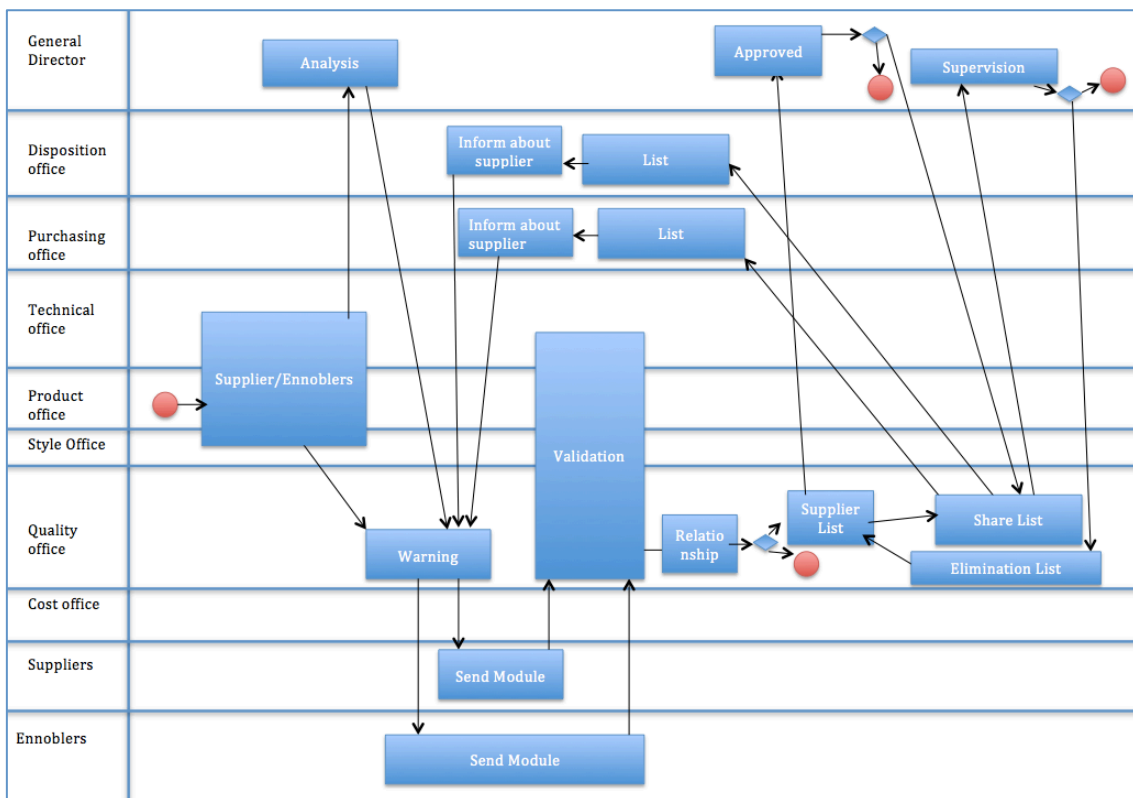 General
Director
Analysis
Approved
Supervision
Disposition
office
Inform about
supplier
List
Purchasing
office
Inform about
supplier
List
Technical
office
Supplier/Ennoblers
Product
office
Style Office
Validation
Quality
office
Warning
Relatio
nship
Supplier
List
Share List
Elimination List
Cost office
Suppliers
Send Module
Ennoblers
Send Module